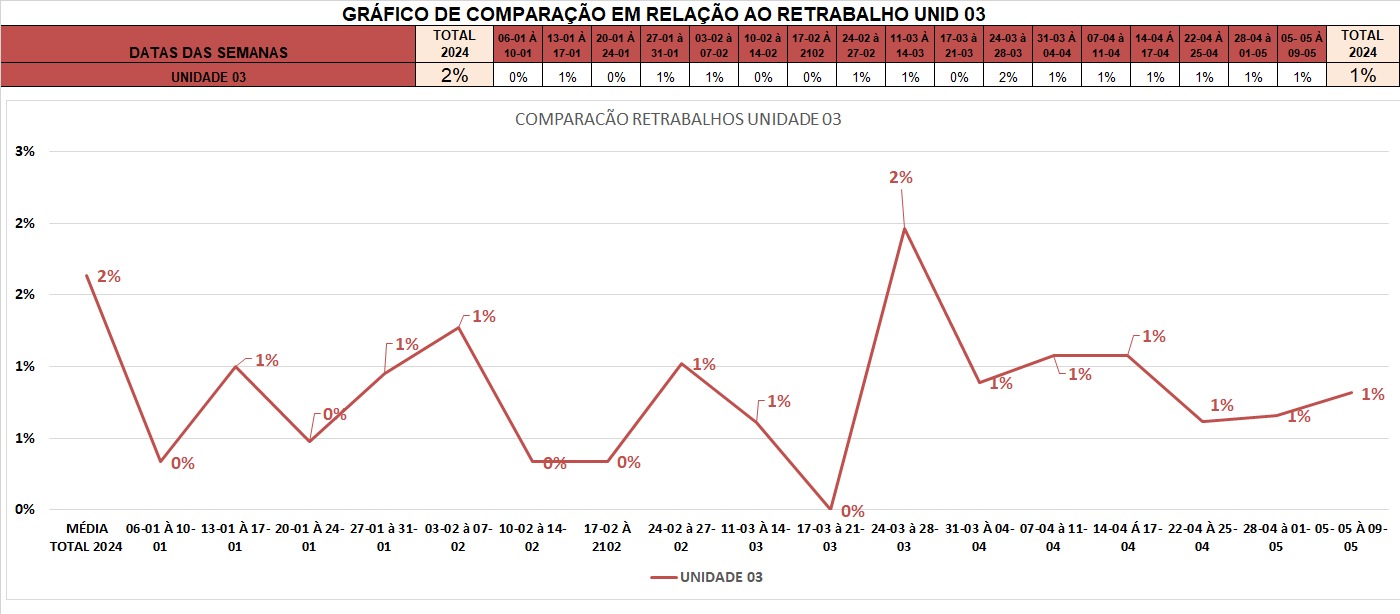 GRÁFICO DE COMPARAÇÃO EM RELAÇÃO AO RETRABALHO UNID 03
DATAS DAS SEMANAS TOTAL 2024 06-01 À 10-01 13-01 À 17-01 20-01 À 24-01 27-01 à 31-01 03-02 à 07-02 10-02 à 14-02 17-02 À 2102 24-02 à 27-02 11-03 À 14-03 17-03 à 21-03 24-03 à 28-03 31-03 À 04-04 07-04 à 11-04 14-04 À 17-04 22-04 À 25-04 28-04 à 01-05 05- 05 À 09-05 TOTAL 2024
UNIDADE 03 2% 0% 1% 0% 1% 1% 0% 0% 1% 1% 0% 2% 1% 1% 1% 1% 1% 1% 1%
COMPARACÃO RETRABALHOS UNIDADE 03
3%
2%
2%
1%
1%
0%
2%
0%
1%
0%
1%
1%
0%
0%
1%
1%
0%
2%
1%
1%
1%
1%
1%
1%
MÉDIA TOTAL 2024
06-01 À 10-01
13-01 À 17-01
20-01 À 24-01
27-01 à 31-01
03-02 à 07-02
10-02 à 14-02
17-02 À 2102
24-02 à 27-02
11-03 À 14-03
17-03 à 21-03
24-03 à 28-03
31-03 À 04-04
07-04 à 11-04
14-04 À 17-04
22-04 À 25-04
28-04 à 01-05
05- 05 À 09-05
UNIDADE 03